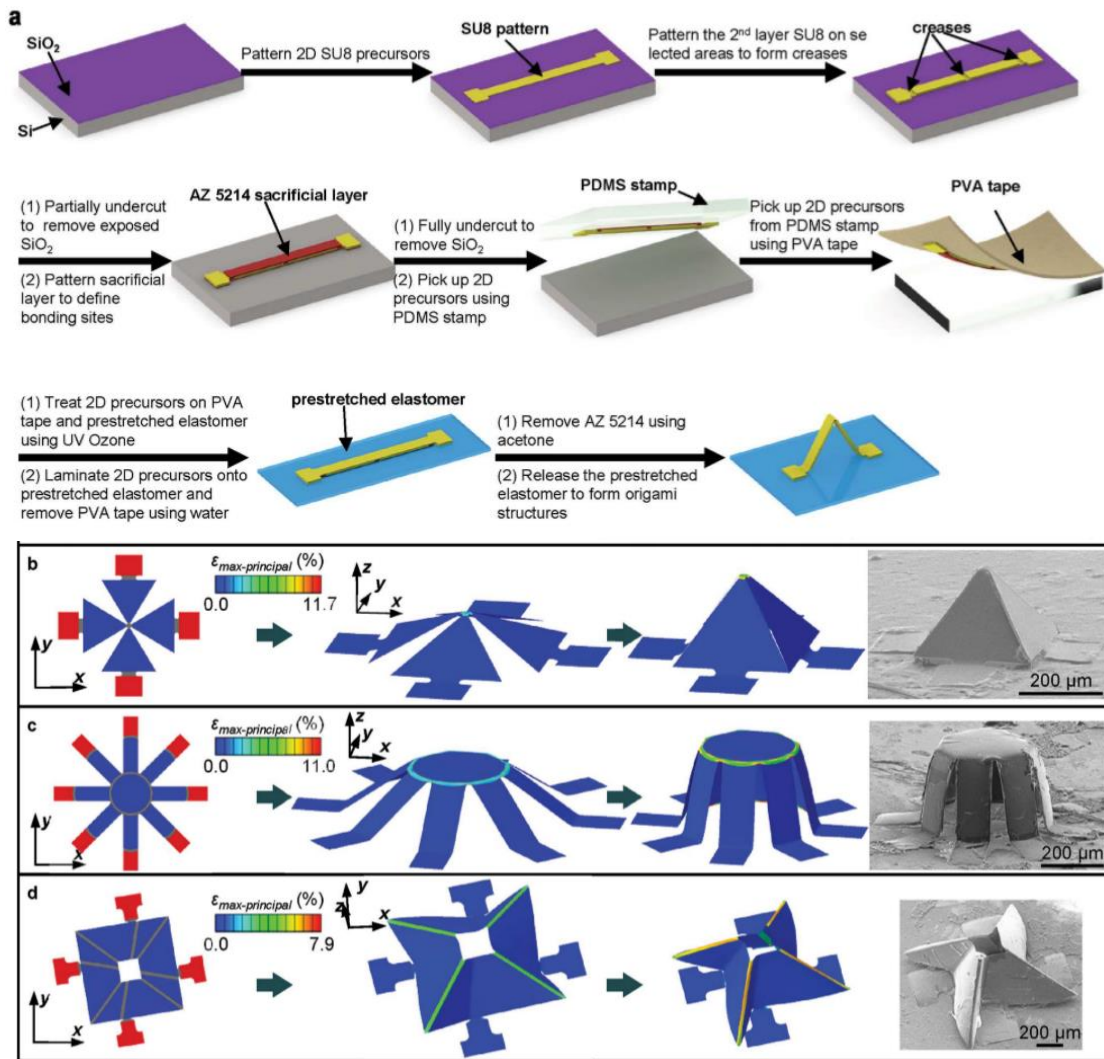 a
SiO2
Si
Pattern 2D SU8 precursors
SU8 pattern
Pattern the 2nd layer SU8 on se
lected areas to form creases
creases
(1) Partially undercut
to remove exposed
SiO2
(2) Pattern sacrificial
layer to define
bonding sites
AZ 5214 sacrificial layer
(1) Fully undercut to
remove SiO2
(2) Pick up 2D
precursors using
PDMS stamp
PDMS stamp
Pick up 2D precursors
from PDMS stamp
using PVA tape
PVA tape
(1) Treat 2D precursors on PVA
tape and prestretched elastomer
using UV Ozone
(2) Laminate 2D precursors onto
prestretched elastomer and
remove PVA tape using water
prestretched elastomer
(1) Remove AZ 5214 using
acetone
(2) Release the prestretched
elastomer to form origami
structures
b
y
x
εmax-principal (%)
0.0 11.7
z
y
x
200 μm
c
y
x
εmax-principal (%)
0.0 11.0
z
y
x
200 μm
d
y
x
εmax-principal (%)
0.0 7.9
y
z
x
200 μm